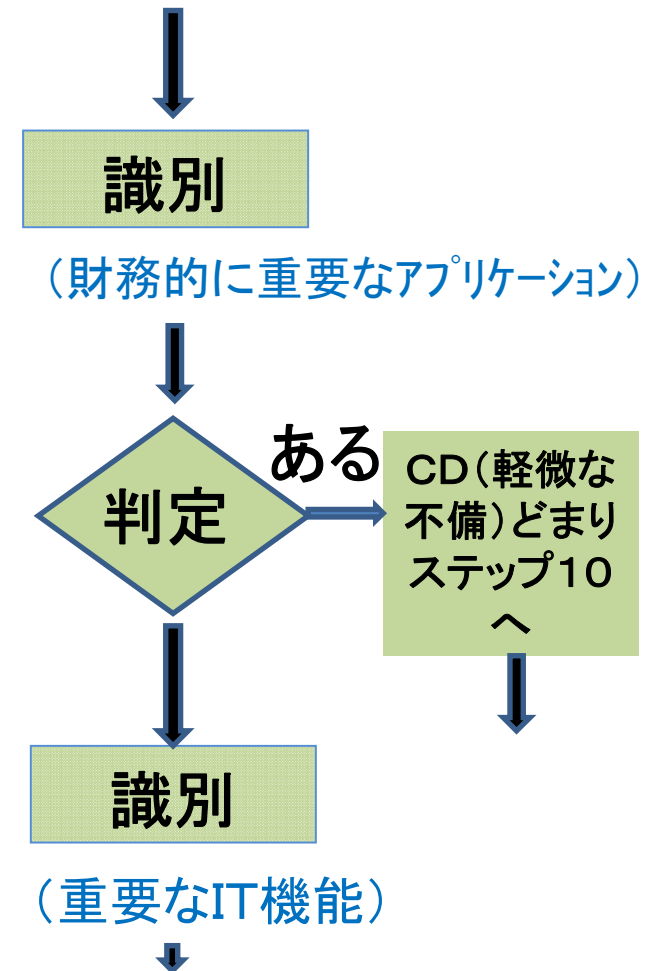 識別
（財務的に重要なｱﾌﾟﾘｹｰｼｮﾝ）
判定
ある
ＣＤ（軽微な
不備）どまり
ステップ１０
へ
識別
（重要なIT機能）